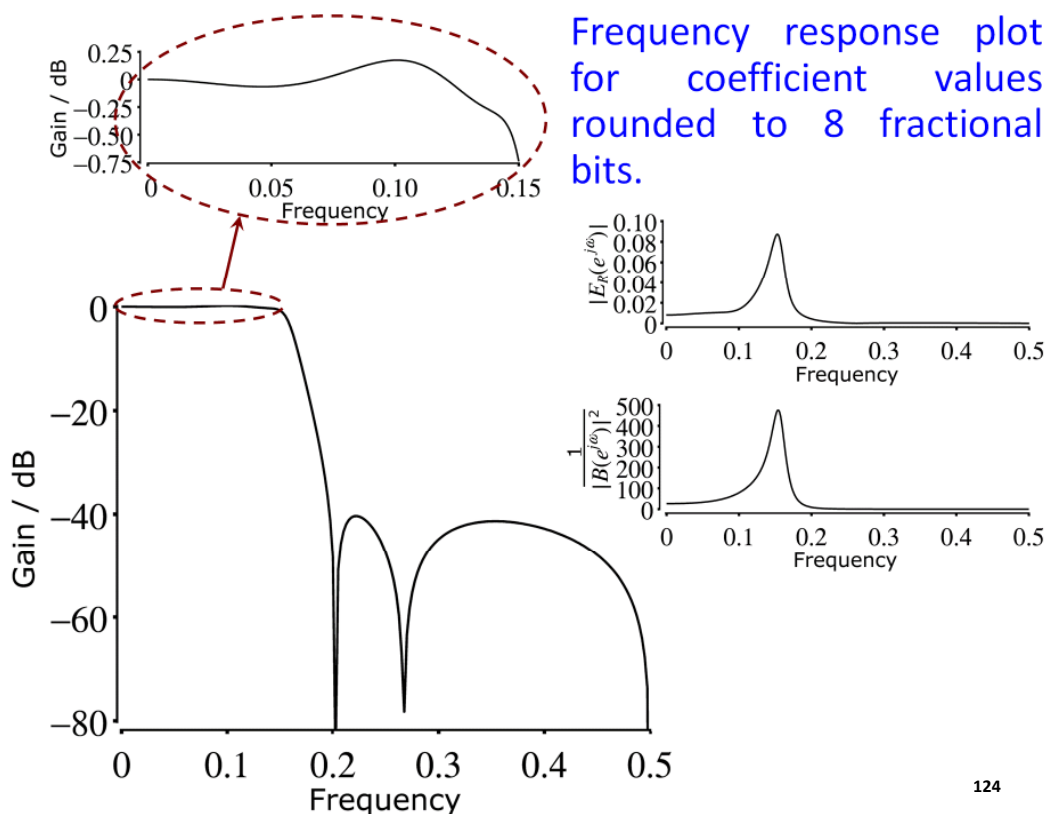 Frequency response plot
for coefficient values
rounded to 8 fractional
bits.
Gain / dB
0.25
0
−0.25
−0.50
−0.75
0 0.05 0.10 0.15
Frequency
Gain / dB
0
−20
−40
−60
−80
0 0.1 0.2 0.3 0.4 0.5
Frequency
|E_R(e^{jω})|
0.10
0.08
0.06
0.04
0.02
0
0 0.1 0.2 0.3 0.4 0.5
Frequency
1
|B(e^{jω})|²
500
400
300
200
100
0
0 0.1 0.2 0.3 0.4 0.5
Frequency
124